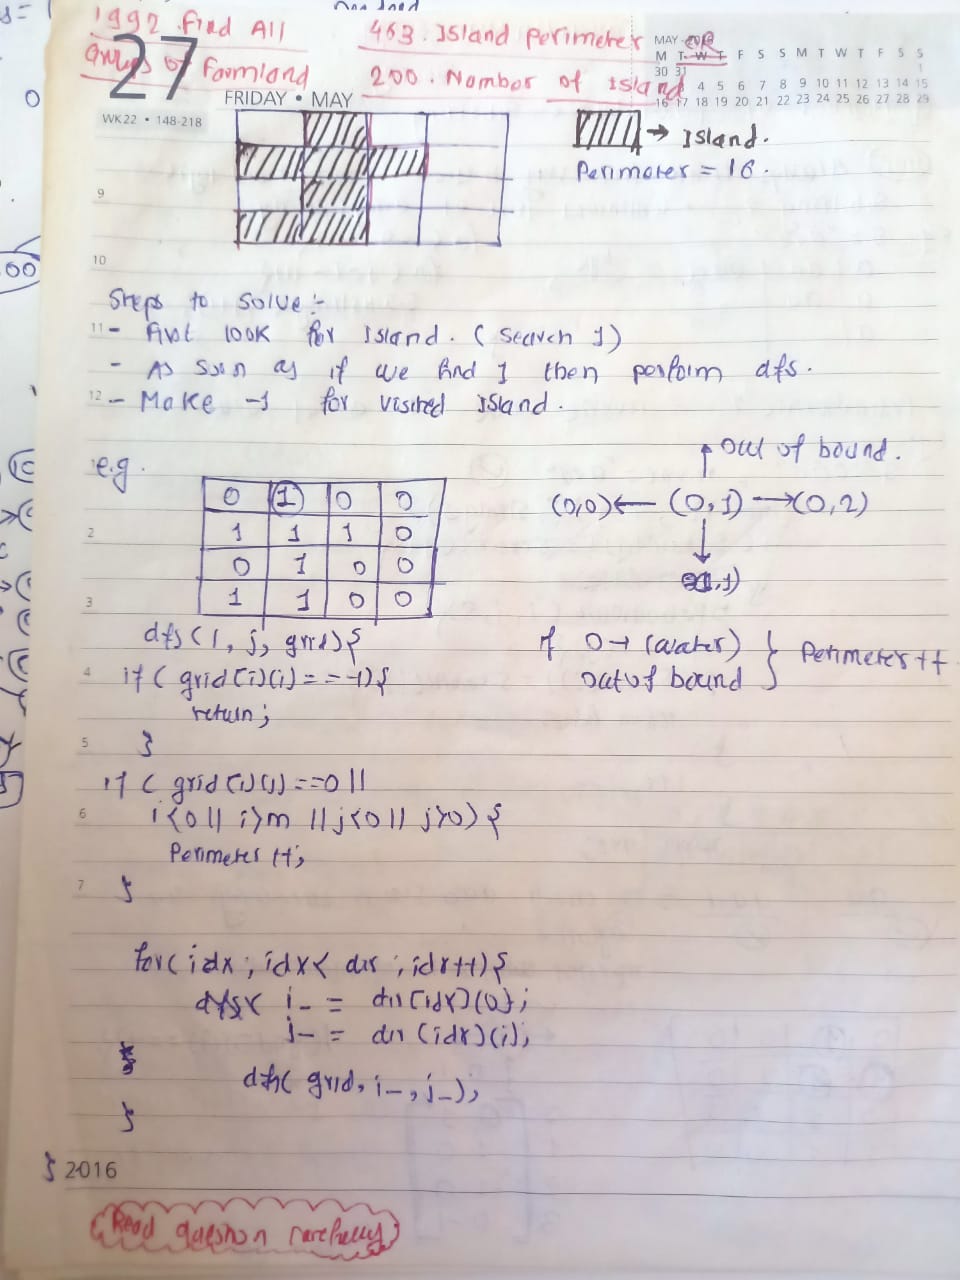 1992. Find All
Groups of Farmland
463. Island Perimeter
200. Number of Island
27
FRIDAY • MAY
WK 22 • 148-218
MAY
M T W T F S S M T W T F S S
1
30 31
4 5 6 7 8 9 10 11 12 13 14 15
16 17 18 19 20 21 22 23 24 25 26 27 28 29
→ Island.
Perimeter = 16.
9
10
Steps to solve :-
11 - First look for Island. (Search 1)
- As soon as if we find 1 then perform dfs.
12 - Make -1 for visited Island.
e.g.
0 1 0 0
2
1 1 1 0
0 1 0 0
3
1 1 0 0
out of bound.
(0,0) ← (0,1) → (0,2)
,1)
dfs (i, j, grid) {
4 if ( grid[i][j] == -1) {
return;
5 }
if 0 → (water) } Perimeter ++
out of bound
if ( grid[i][j] == 0 ||
6 i<0 || i>m || j<0 || j>0) {
Perimeter ++;
7 }
for( idx ; idx < dir ; idx++) {
i_ = dir[idx][0];
j_ = dir[idx][i];
dfs( grid, i_, j_);
}
} 2016
Read question carefully